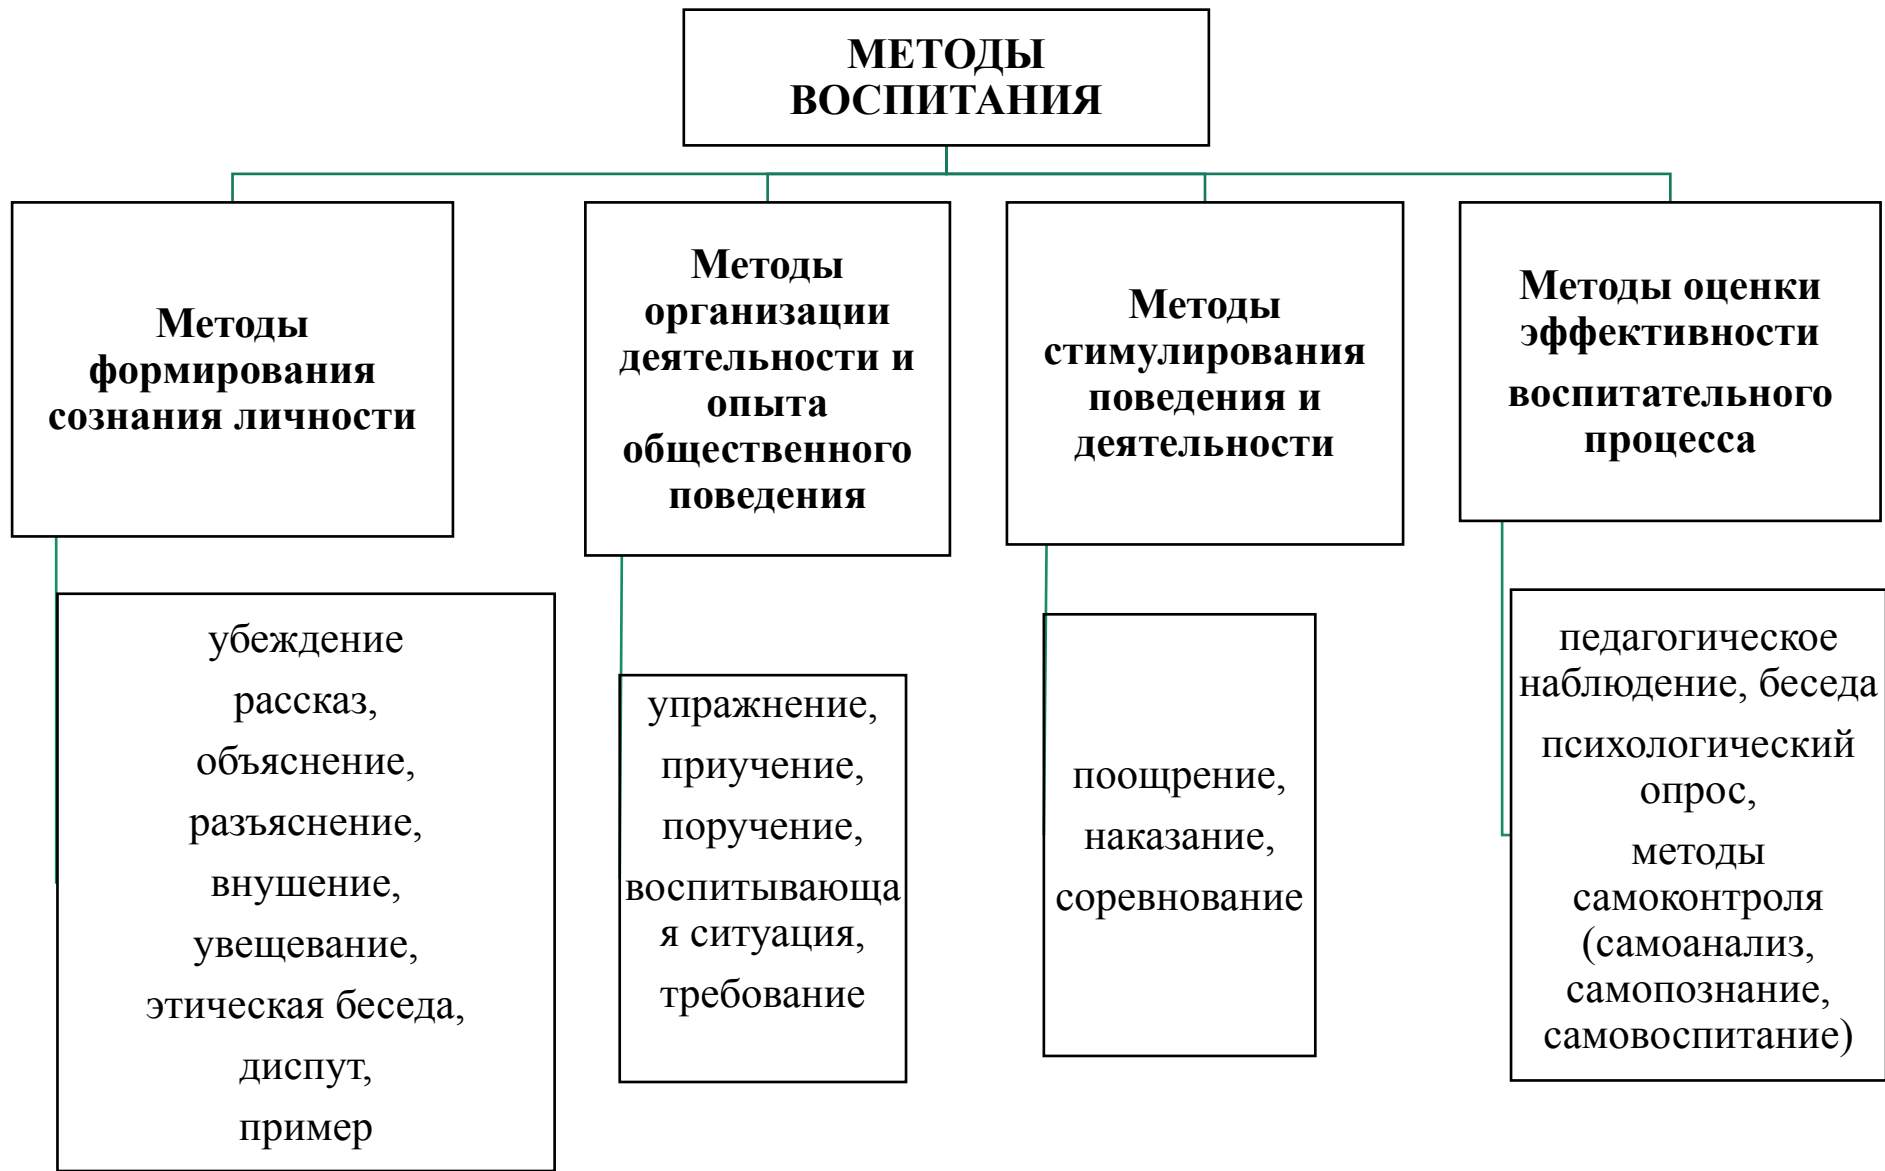 МЕТОДЫ
ВОСПИТАНИЯ
Методы
формирования
сознания личности
убеждение
рассказ,
объяснение,
разъяснение,
внушение,
увещевание,
этическая беседа,
диспут,
пример
Методы
организации
деятельности и
опыта
общественного
поведения
упражнение,
приучение,
поручение,
воспитывающа
я ситуация,
требование
Методы
стимулирования
поведения и
деятельности
поощрение,
наказание,
соревнование
Методы оценки
эффективности
воспитательного
процесса
педагогическое
наблюдение, беседа
психологический
опрос,
методы
самоконтроля
(самоанализ,
самопознание,
самовоспитание)